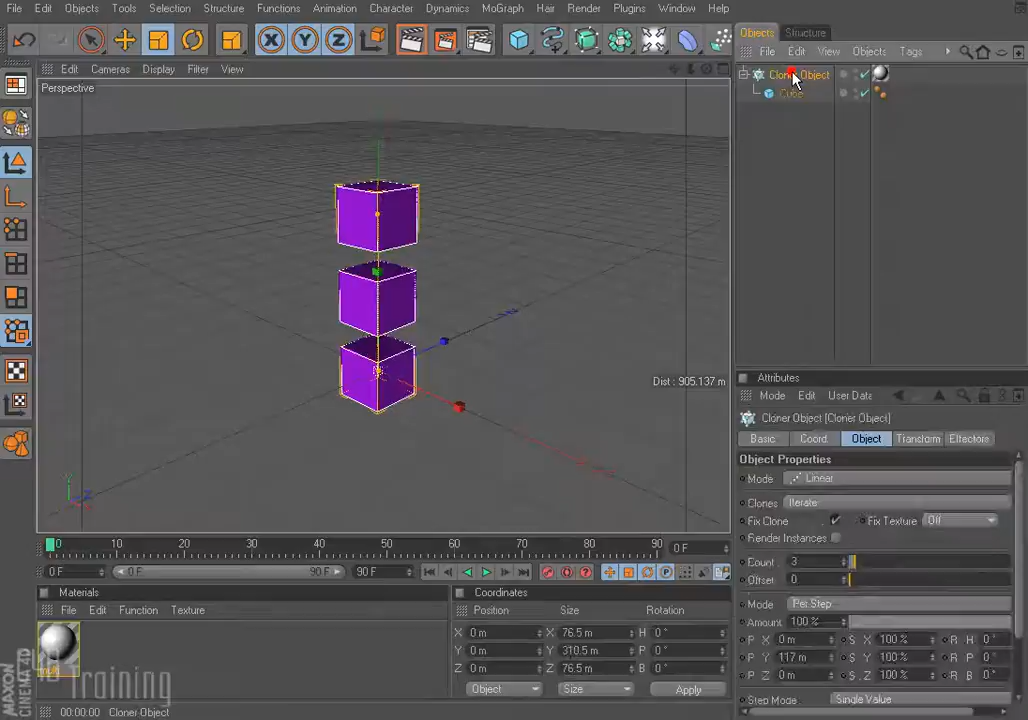 File Edit Objects Tools Selection Structure Functions Animation Character Dynamics MoGraph Hair Render Plugins Window Help
Objects Structure
File Edit View Objects Tags
Cloner Object
Cube
Edit Cameras Display Filter View
Perspective
Dist : 905.137 m
Y
Z
Attributes
Mode Edit User Data
Cloner Object [Cloner Object]
Basic Coord. Object Transform Effectors
Object Properties
Mode Linear
Clones Iterate
Fix Clone Fix Texture Off
Render Instances
Count 3
Offset 0
Mode Per Step
Amount 100 %
P . X 0 m S . X 100 % R . H 0 °
P . Y 117 m S . Y 100 % R . P 0 °
P . Z 0 m S . Z 100 % R . B 0 °
Step Mode Single Value
0 10 20 30 40 50 60 70 80 90 0 F
0 F 0 F 90 F 90 F
Materials
File Edit Function Texture
Coordinates
Position Size Rotation
X 0 m X 76.5 m H 0 °
Y 0 m Y 310.5 m P 0 °
Z 0 m Z 76.5 m B 0 °
Object Size Apply
MAXON
CINEMA 4D
Training
00:00:00 Cloner Object